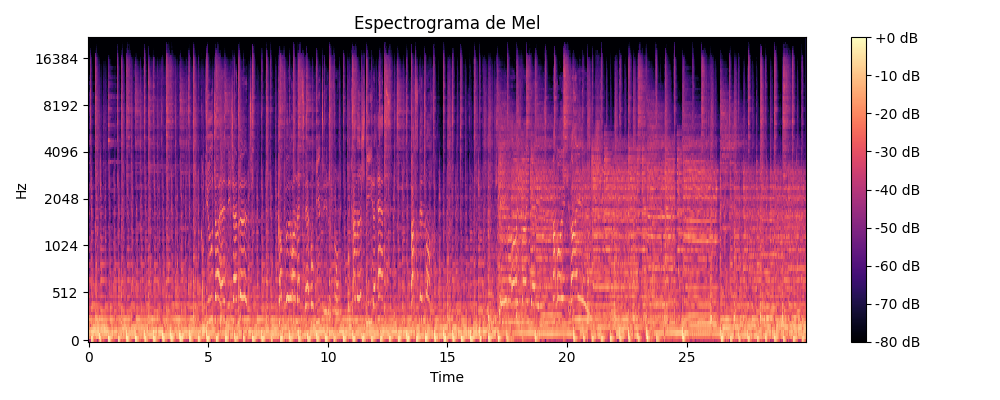 Espectrograma de Mel
Hz
16384
8192
4096
2048
1024
512
0
0 5 10 15 20 25
Time
+0 dB
-10 dB
-20 dB
-30 dB
-40 dB
-50 dB
-60 dB
-70 dB
-80 dB